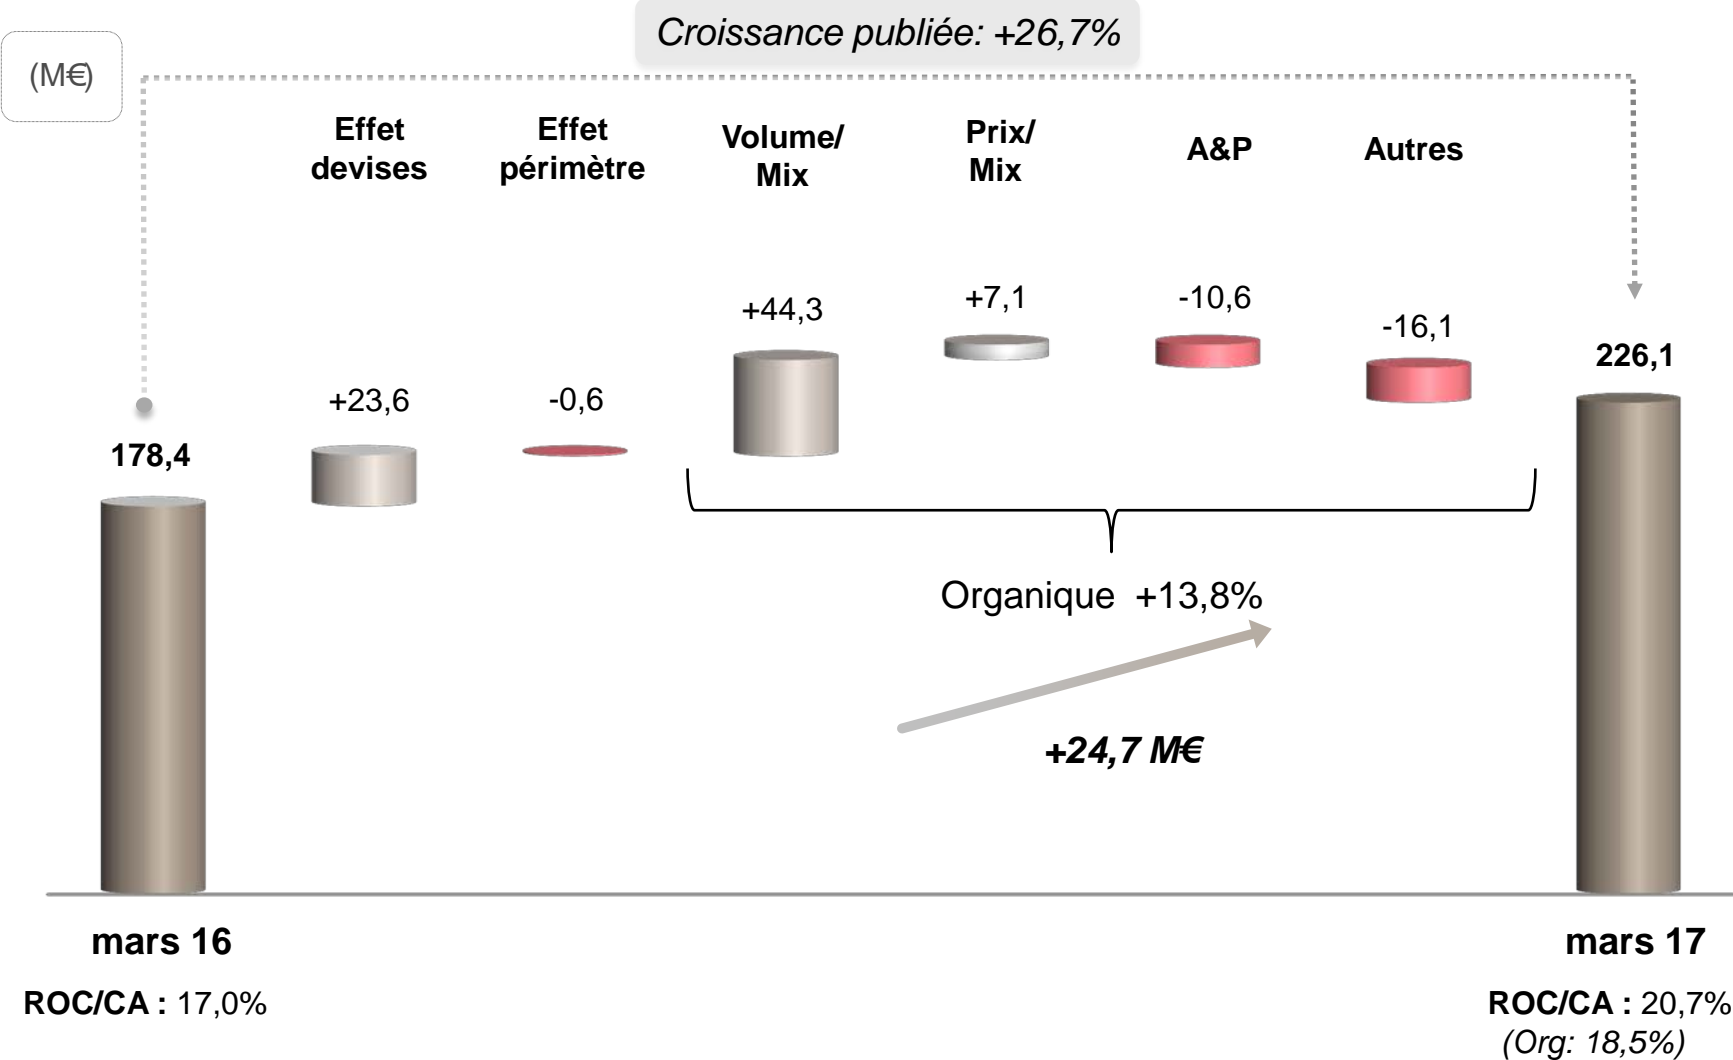 Croissance publiée: +26,7%
(M€)
Effet
devises
Effet
périmètre
Volume/
Mix
Prix/
Mix
A&P
Autres
+23,6
-0,6
+44,3
+7,1
-10,6
-16,1
178,4
226,1
Organique +13,8%
+24,7 M€
mars 16
mars 17
ROC/CA : 17,0%
ROC/CA : 20,7%
(Org: 18,5%)